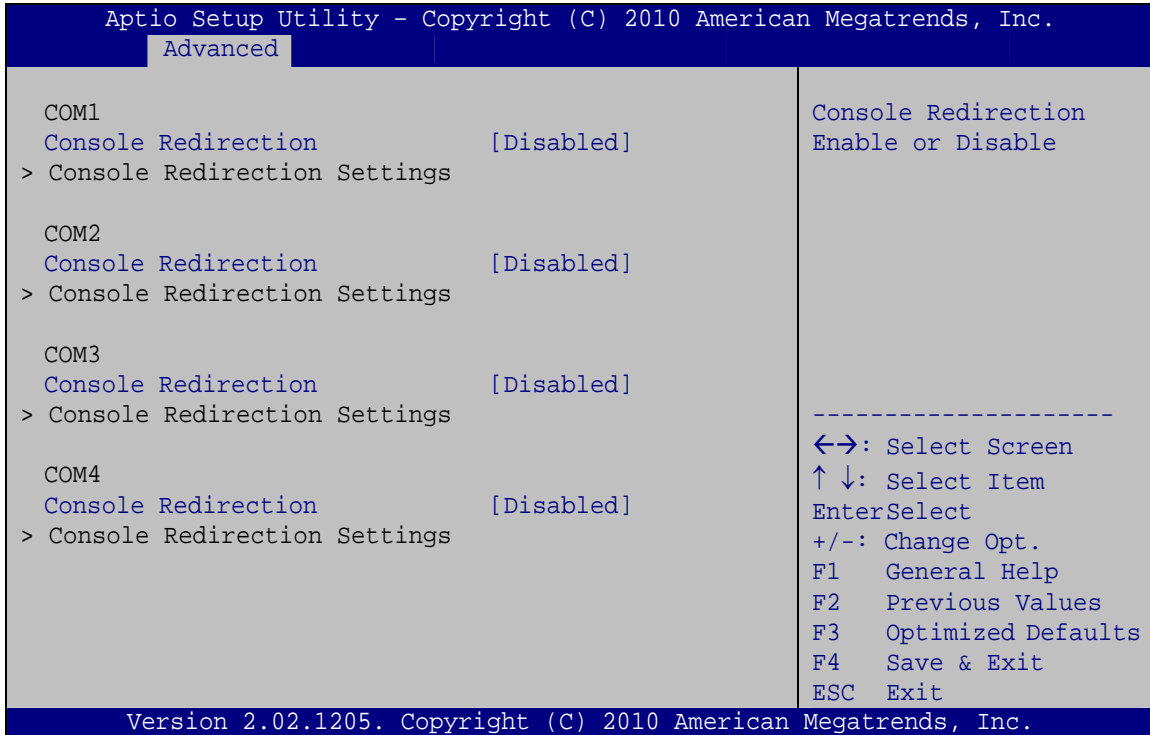 Aptio Setup Utility – Copyright (C) 2010 American Megatrends, Inc.
Advanced
COM1
Console Redirection [Disabled]
> Console Redirection Settings
COM2
Console Redirection [Disabled]
> Console Redirection Settings
COM3
Console Redirection [Disabled]
> Console Redirection Settings
COM4
Console Redirection [Disabled]
> Console Redirection Settings
Console Redirection
Enable or Disable
---------------------
←→: Select Screen
↑ ↓: Select Item
EnterSelect
+/-: Change Opt.
F1 General Help
F2 Previous Values
F3 Optimized Defaults
F4 Save & Exit
ESC Exit
Version 2.02.1205. Copyright (C) 2010 American Megatrends, Inc.